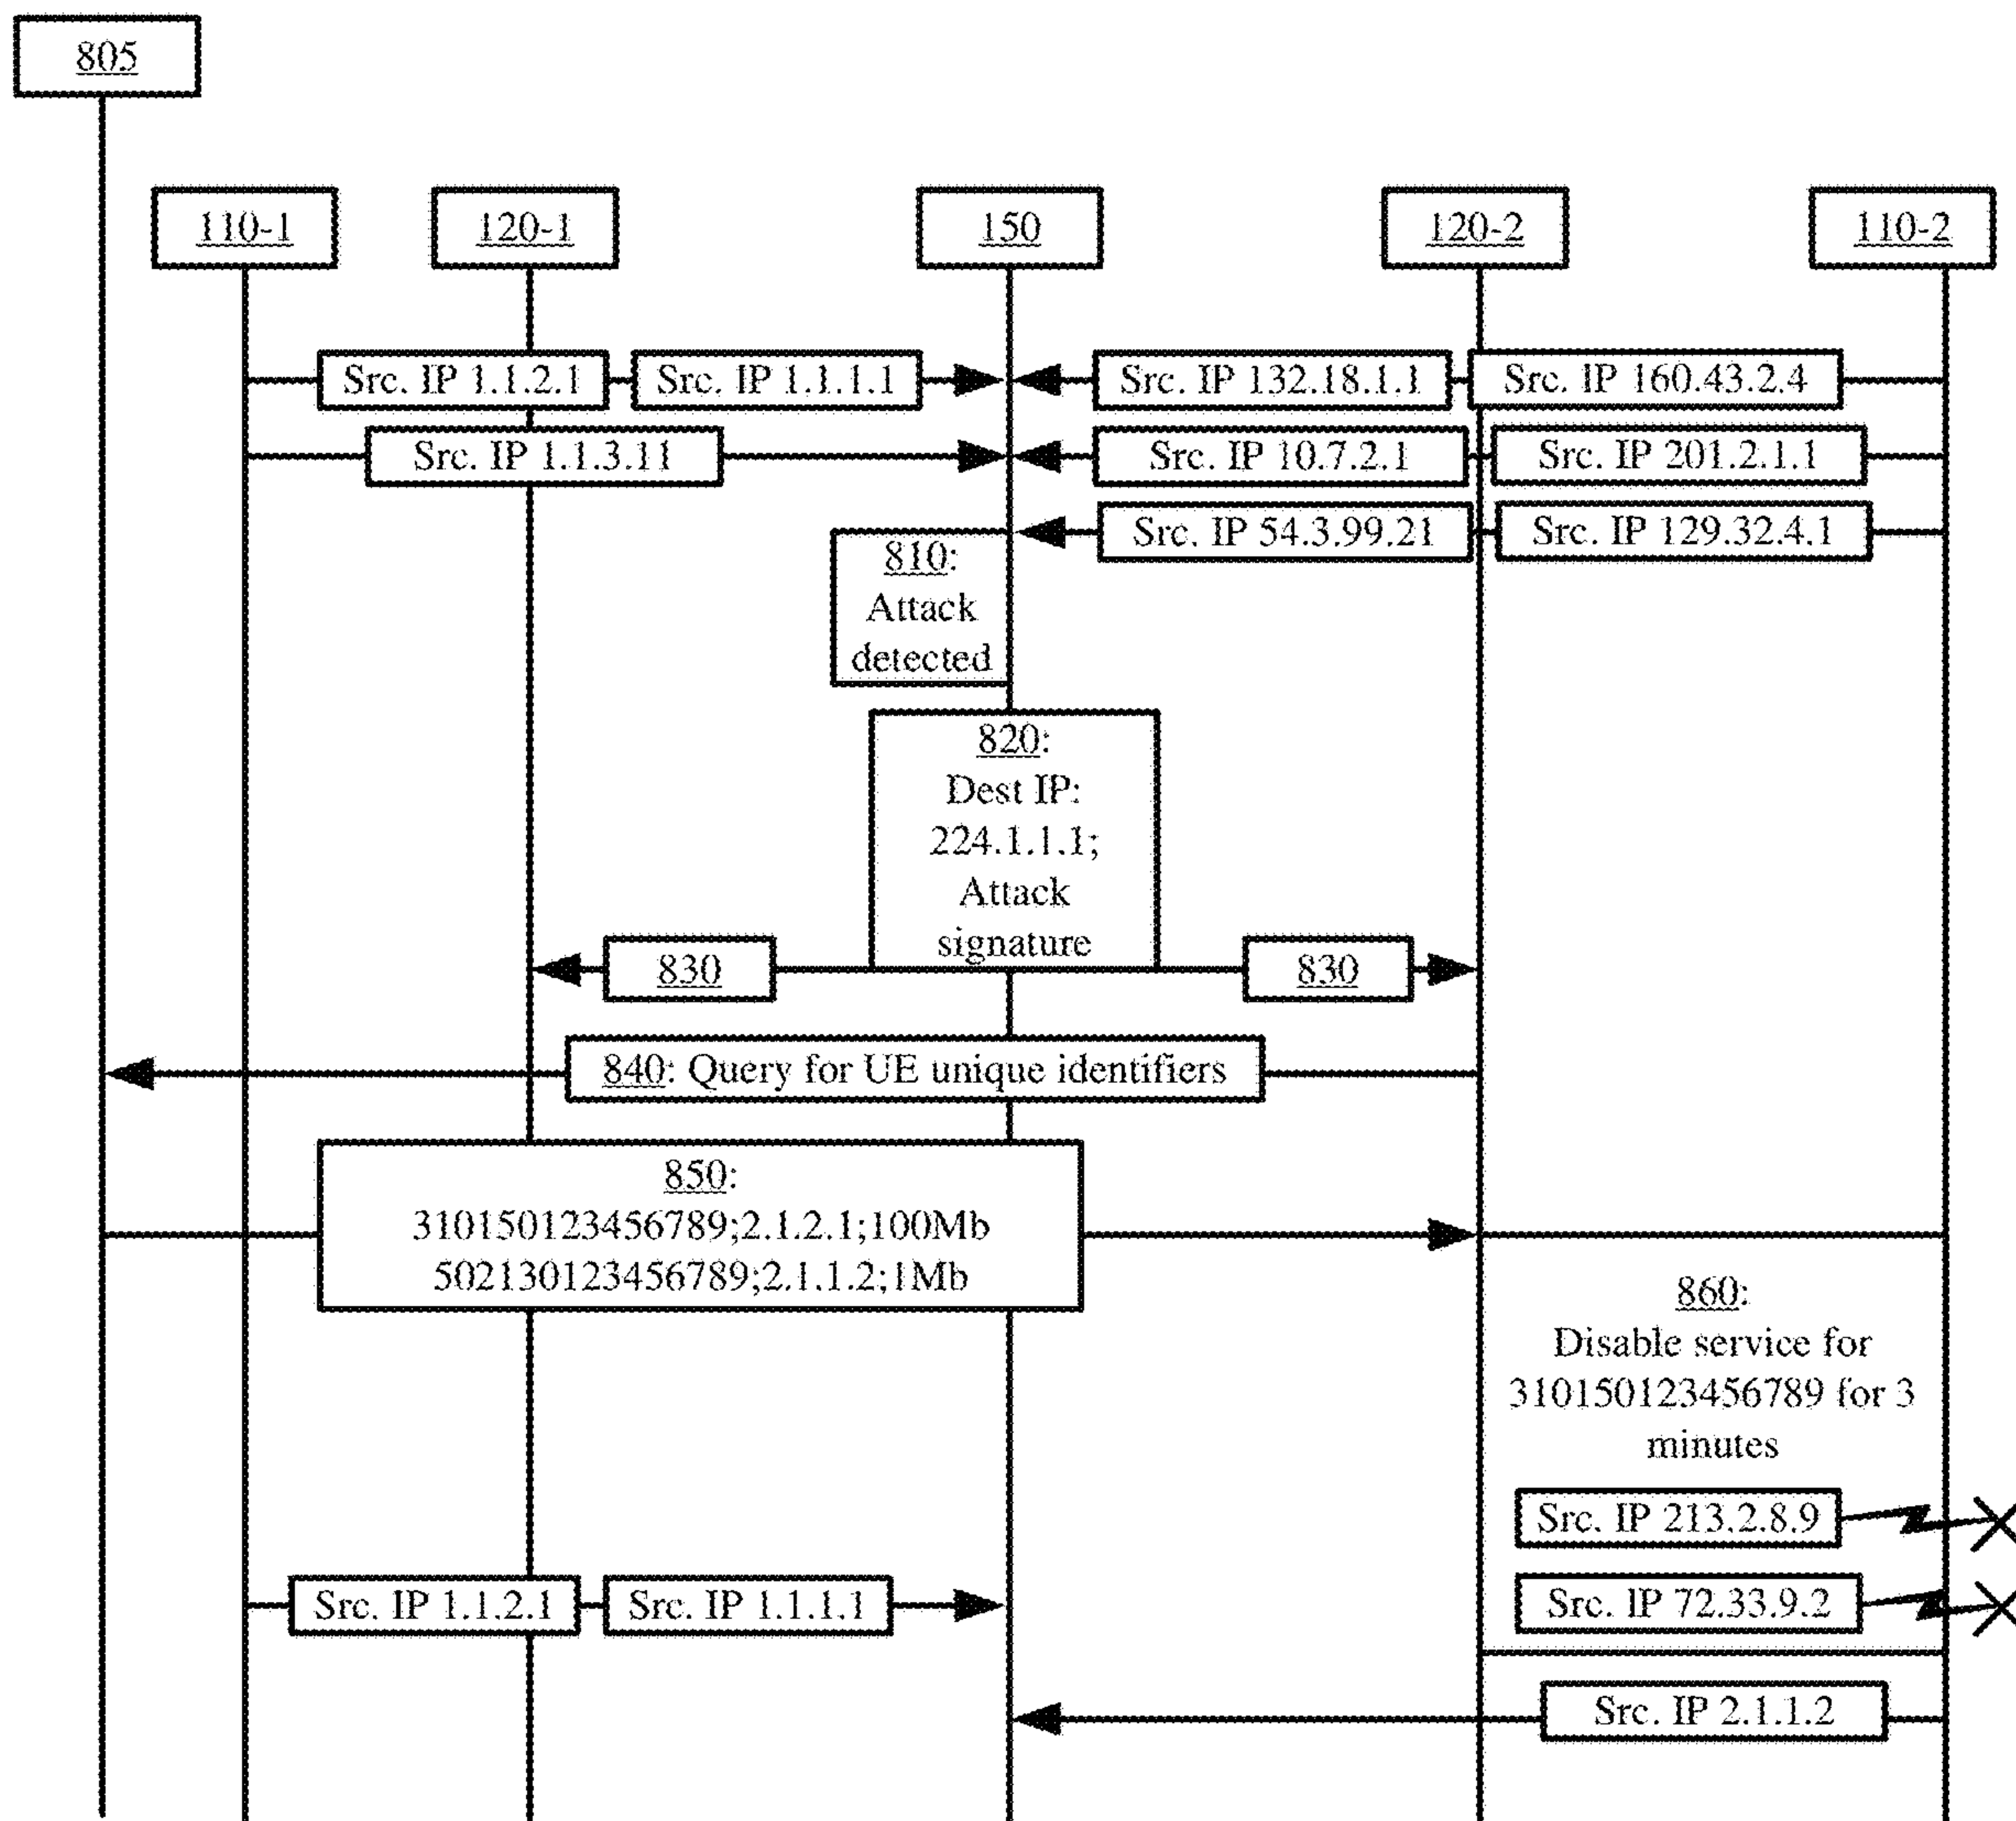 805
110-1
120-1
150
120-2
110-2
Src. IP 1.1.2.1
Src. IP 1.1.1.1
Src. IP 132.18.1.1
Src. IP 160.43.2.4
Src. IP 1.1.3.11
Src. IP 10.7.2.1
Src. IP 201.2.1.1
Src. IP 54.3.99.21
Src. IP 129.32.4.1
810:
Attack
detected
820:
Dest IP:
224.1.1.1;
Attack
signature
830
830
840: Query for UE unique identifiers
850:
310150123456789;2.1.2.1;100Mb
502130123456789;2.1.1.2;1Mb
860:
Disable service for
310150123456789 for 3
minutes
Src. IP 213.2.8.9
Src. IP 72.33.9.2
Src. IP 1.1.2.1
Src. IP 1.1.1.1
Src. IP 2.1.1.2